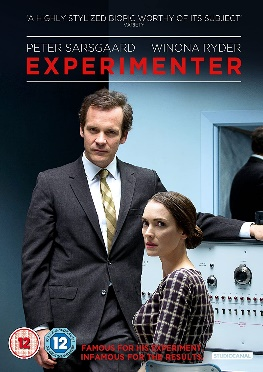 'A HIGHLY STYLIZED BIOPIC WORTHY OF ITS SUBJECT'
VARIETY
PETER SARSGAARD WINONA RYDER
EXPERIMENTER
12
12
FAMOUS FOR HIS EXPERIMENT.
INFAMOUS FOR THE RESULTS.
STUDIOCANAL